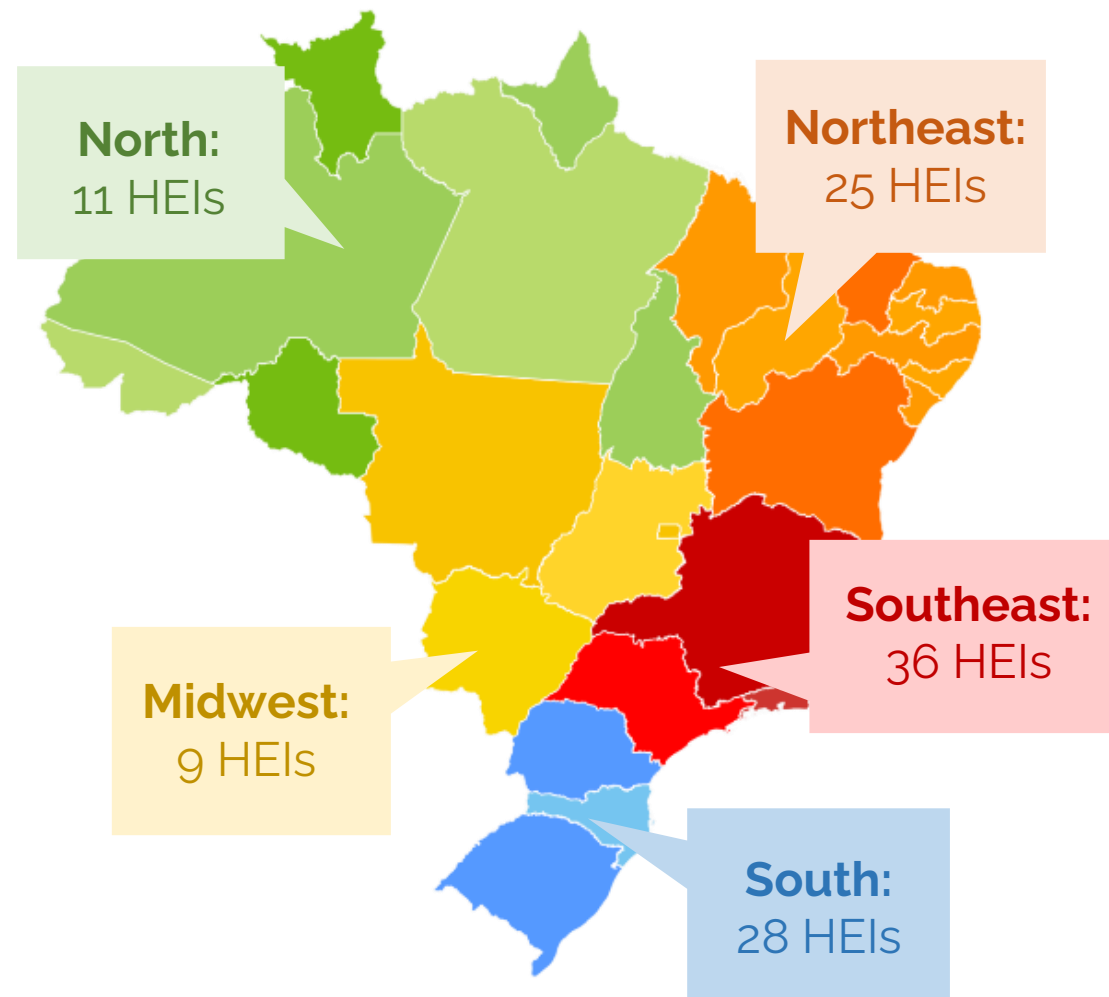 North:
11 HEIs
Northeast:
25 HEIs
Southeast:
36 HEIs
Midwest:
9 HEIs
South:
28 HEIs